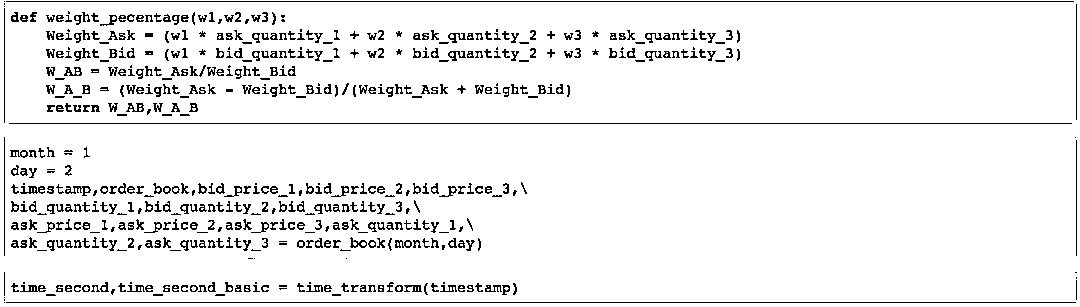 def weight_pecentage(w1,w2,w3):
    Weight_Ask = (w1 * ask_quantity_1 + w2 * ask_quantity_2 + w3 * ask_quantity_3)
    Weight_Bid = (w1 * bid_quantity_1 + w2 * bid_quantity_2 + w3 * bid_quantity_3)
    W_AB = Weight_Ask/Weight_Bid
    W_A_B = (Weight_Ask - Weight_Bid)/(Weight_Ask + Weight_Bid)
    return W_AB,W_A_B
month = 1
day = 2
timestamp,order_book,bid_price_1,bid_price_2,bid_price_3,\
bid_quantity_1,bid_quantity_2,bid_quantity_3,\
ask_price_1,ask_price_2,ask_price_3,ask_quantity_1,\
ask_quantity_2,ask_quantity_3 = order_book(month,day)
time_second,time_second_basic = time_transform(timestamp)